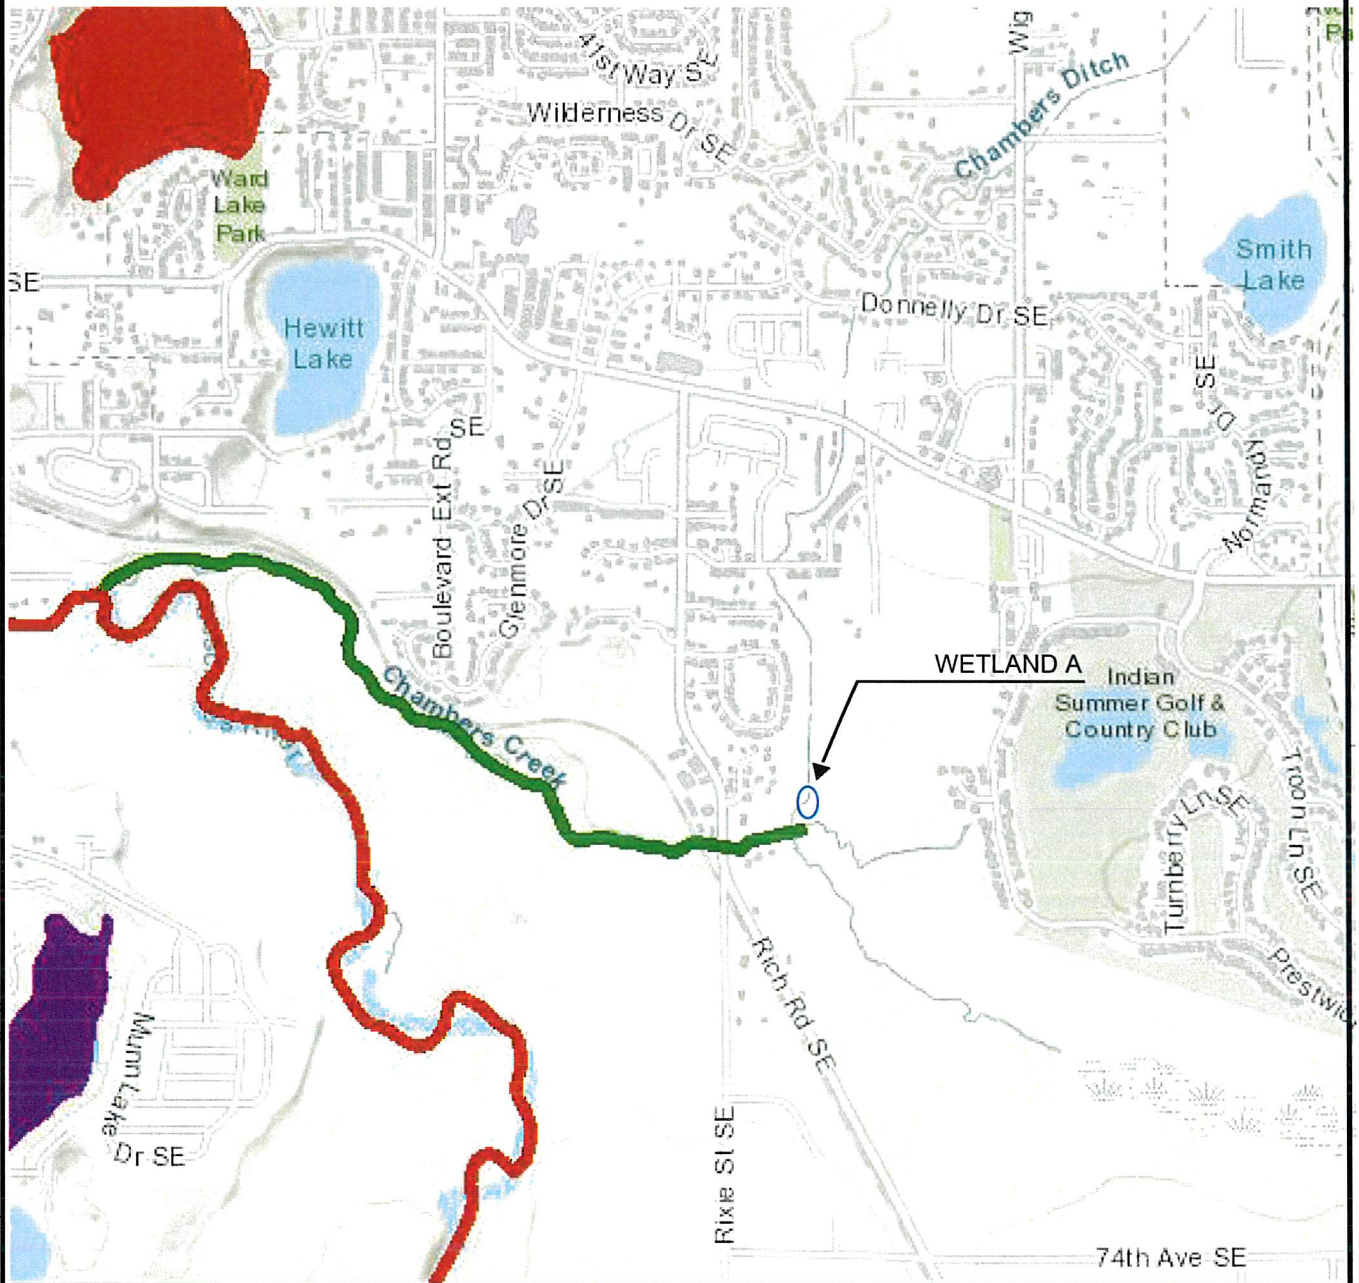 41st Way SE
Wig
Chambers Ditch
Wilderness Dr SE
Ward
Lake
Park
SE
Smith
Lake
Hewitt
Lake
Donnelly Dr SE
Dr SE
Normandy
SE
Boulevard Ext Rd
Glenmore Dr SE
WETLAND A
Indian
Summer Golf &
Country Club
Chambers Creek
Troon Ln SE
Turnberry Ln SE
Prestwic
Rich Rd SE
Munn Lake
Dr SE
Rixie St SE
74th Ave SE